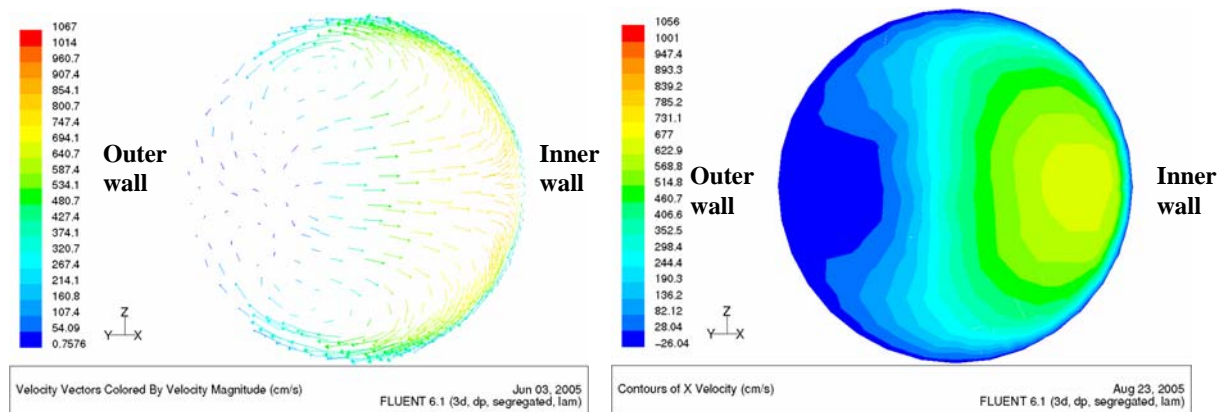 1067
1014
960.7
907.4
854.1
800.7
747.4
694.1
640.7
587.4
534.1
480.7
427.4
374.1
320.7
267.4
214.1
160.8
107.4
54.09
0.7576
Outer
wall
Inner
wall
Z
Y X
Velocity Vectors Colored By Velocity Magnitude (cm/s)
Jun 03, 2005
FLUENT 6.1 (3d, dp, segregated, lam)
1056
1001
947.4
893.3
839.2
785.2
731.1
677
622.9
568.8
514.8
460.7
406.6
352.5
298.4
244.4
190.3
136.2
82.12
28.04
-26.04
Outer
wall
Inner
wall
Z
Y X
Contours of X Velocity (cm/s)
Aug 23, 2005
FLUENT 6.1 (3d, dp, segregated, lam)